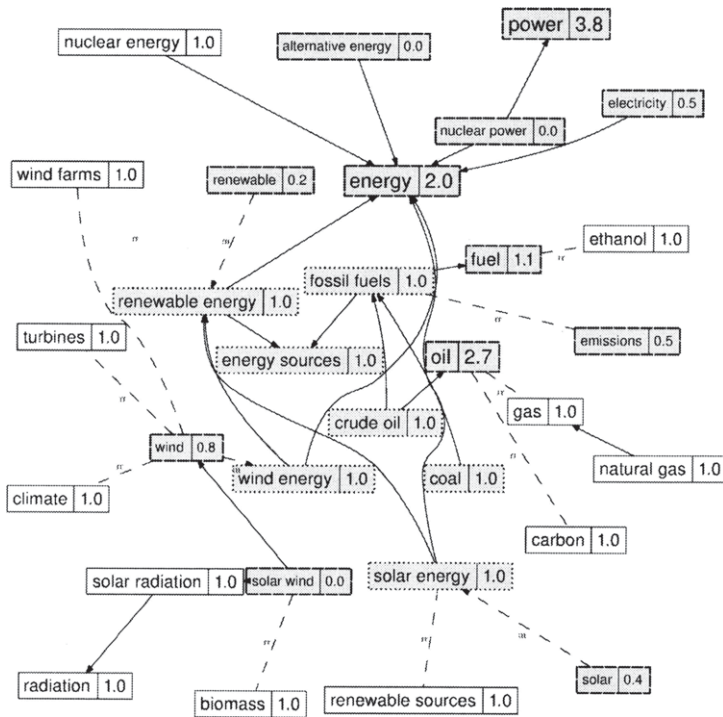 power 3.8
nuclear energy 1.0
alternative energy 0.0
electricity 0.5
nuclear power 0.0
wind farms 1.0
renewable 0.2
energy 2.0
ethanol 1.0
fuel 1.1
fossil fuels 1.0
renewable energy 1.0
turbines 1.0
emissions 0.5
energy sources 1.0
oil 2.7
gas 1.0
crude oil 1.0
wind 0.8
natural gas 1.0
wind energy 1.0
coal 1.0
climate 1.0
carbon 1.0
solar radiation 1.0
solar wind 0.0
solar energy 1.0
radiation 1.0
biomass 1.0
renewable sources 1.0
solar 0.4